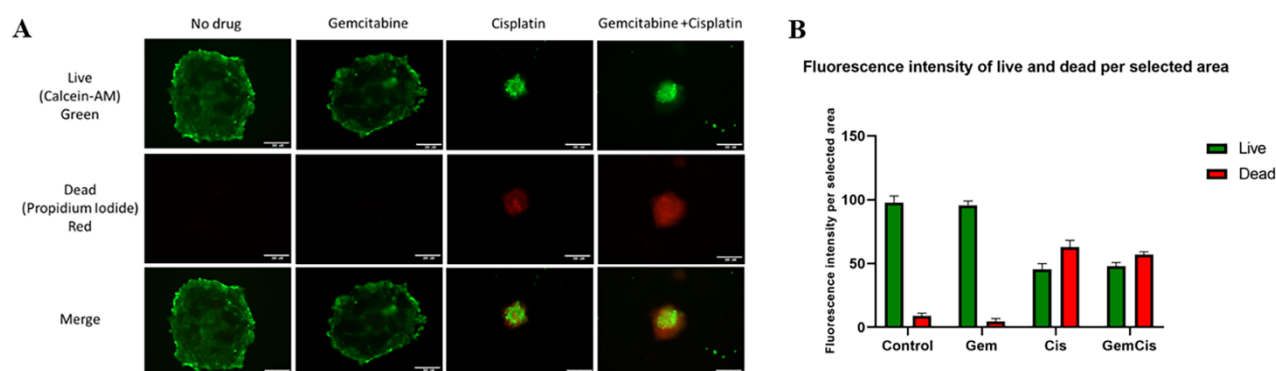 A
No drug
Gemcitabine
Cisplatin
Gemcitabine +Cisplatin
Live
(Calcein-AM)
Green
Dead
(Propidium Iodide)
Red
Merge
B
Fluorescence intensity of live and dead per selected area
Fluorescence intensity per selected area
150
100
50
0
Control
Gem
Cis
GemCis
Live
Dead